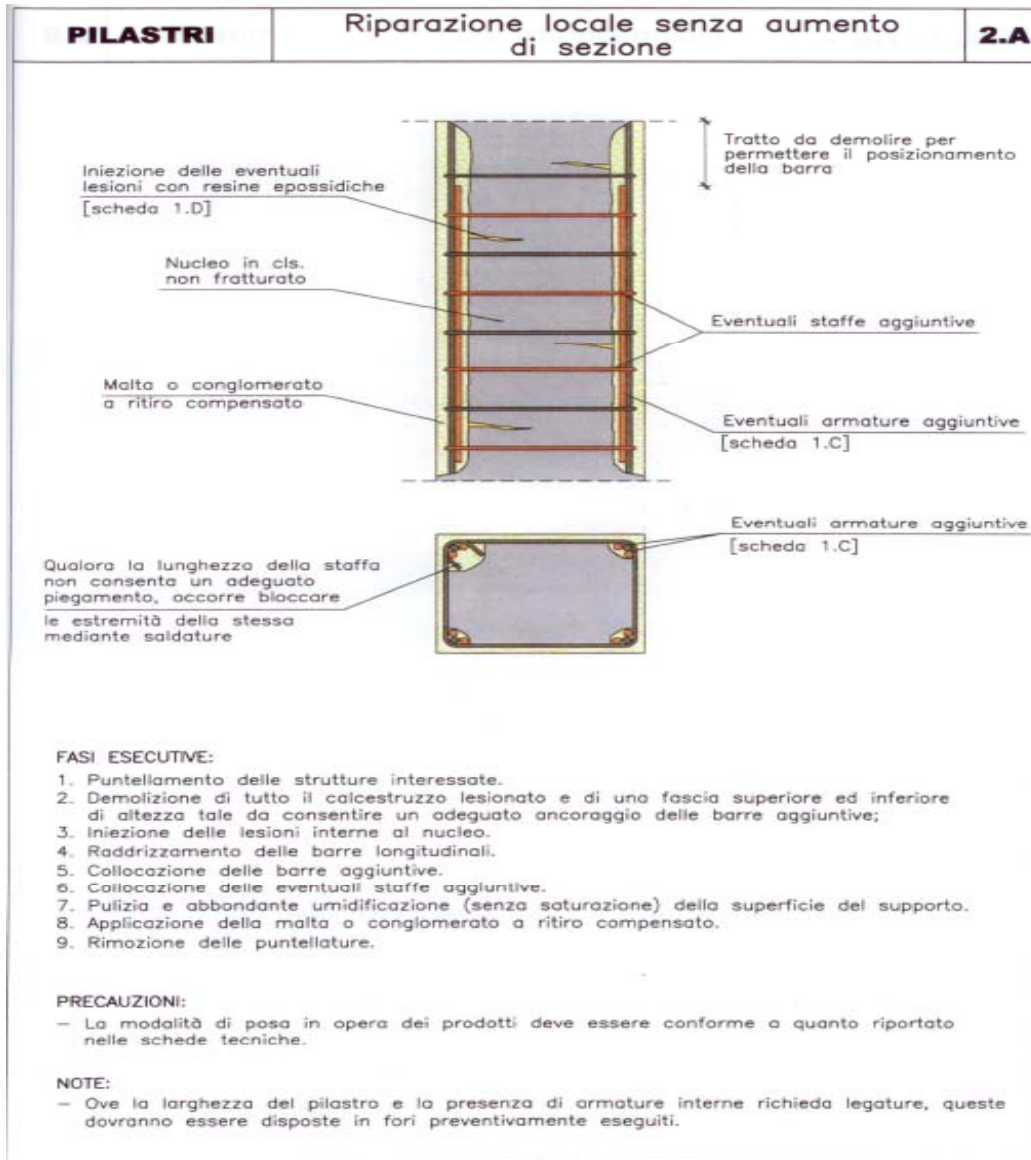 PILASTRI
Riparazione locale senza aumento
di sezione
2.A
Tratto da demolire per
permettere il posizionamento
della barra
Iniezione delle eventuali
lesioni con resine epossidiche
[scheda 1.D]
Nucleo in cls.
non fratturato
Eventuali staffe aggiuntive
Malta o conglomerato
a ritiro compensato
Eventuali armature aggiuntive
[scheda 1.C]
Eventuali armature aggiuntive
[scheda 1.C]
Qualora la lunghezza della staffa
non consenta un adeguato
piegamento, occorre bloccare
le estremità della stessa
mediante saldature
FASI ESECUTIVE:
1. Puntellamento delle strutture interessate.
2. Demolizione di tutto il calcestruzzo lesionato e di una fascia superiore ed inferiore
di altezza tale da consentire un adeguato ancoraggio delle barre aggiuntive;
3. Iniezione delle lesioni interne al nucleo.
4. Raddrizzamento delle barre longitudinali.
5. Collocazione delle barre aggiuntive.
6. Collocazione delle eventuali staffe aggiuntive.
7. Pulizia e abbondante umidificazione (senza saturazione) della superficie del supporto.
8. Applicazione della malta o conglomerato a ritiro compensato.
9. Rimozione delle puntellature.
PRECAUZIONI:
– La modalità di posa in opera dei prodotti deve essere conforme a quanto riportato
nelle schede tecniche.
NOTE:
– Ove la larghezza del pilastro e la presenza di armature interne richieda legature, queste
dovranno essere disposte in fori preventivamente eseguiti.